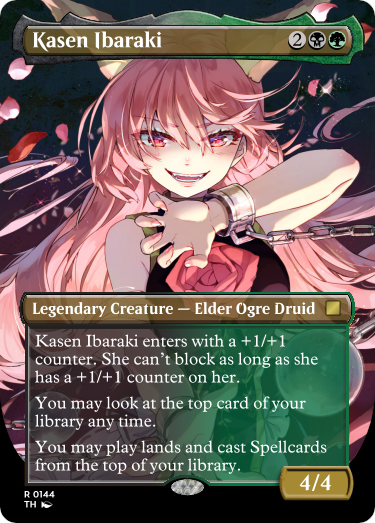 Kasen Ibaraki 2
Legendary Creature — Elder Ogre Druid
Kasen Ibaraki enters with a +1/+1
counter. She can't block as long as she
has a +1/+1 counter on her.
You may look at the top card of your
library any time.
You may play lands and cast Spellcards
from the top of your library.
4/4
R 0144
TH